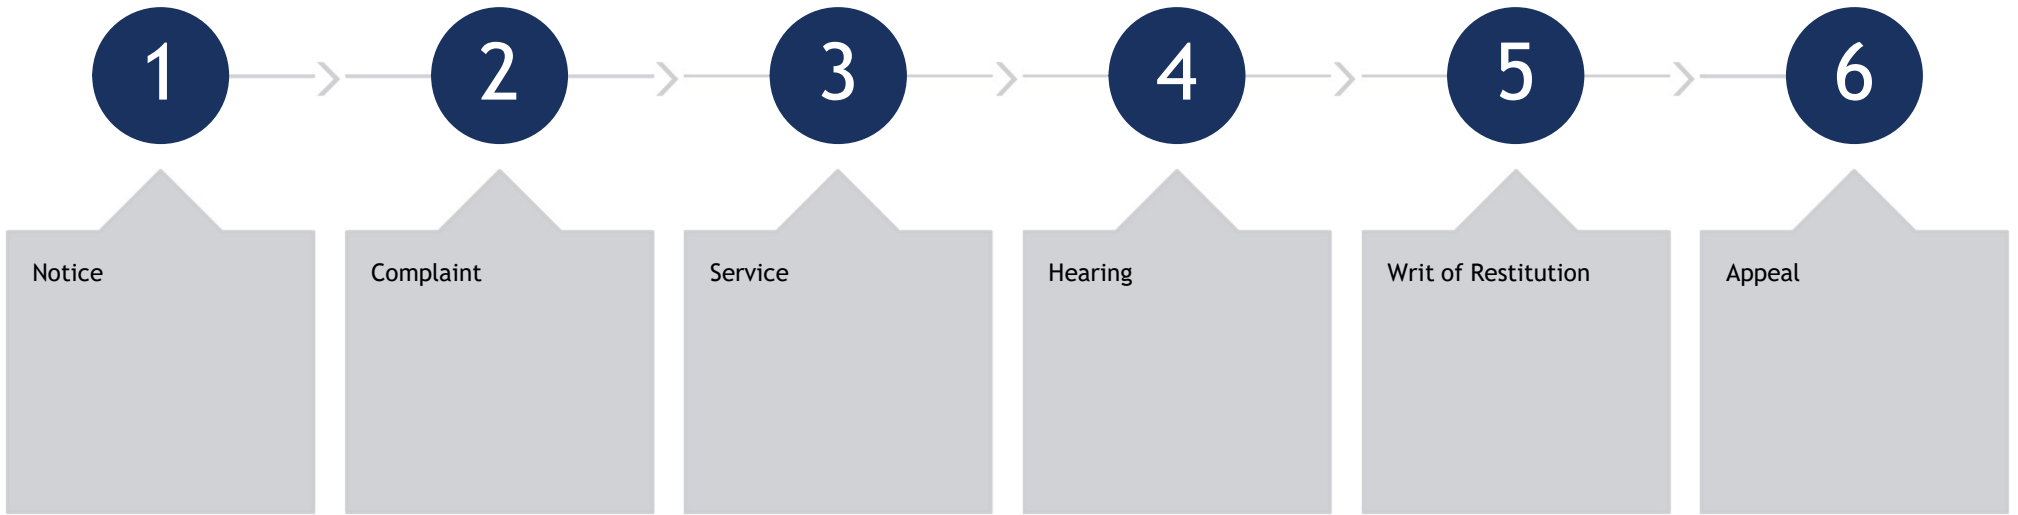 1
2
3
4
5
6
Notice
Complaint
Service
Hearing
Writ of Restitution
Appeal